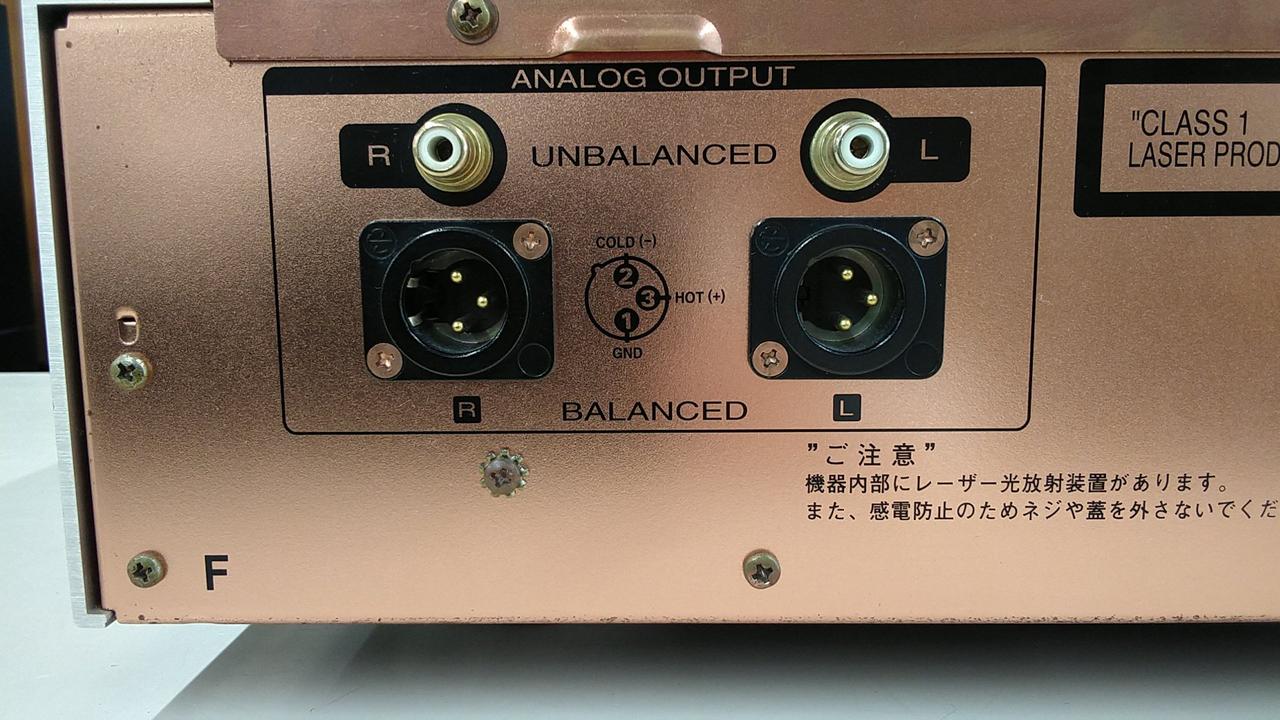 ANALOG OUTPUT
R UNBALANCED L
"CLASS 1
LASER PROD
COLD (-)
2
3 HOT (+)
1
GND
R BALANCED L
”ご注意”
機器内部にレーザー光放射装置があります。
また、感電防止のためネジや蓋を外さないでくだ
F